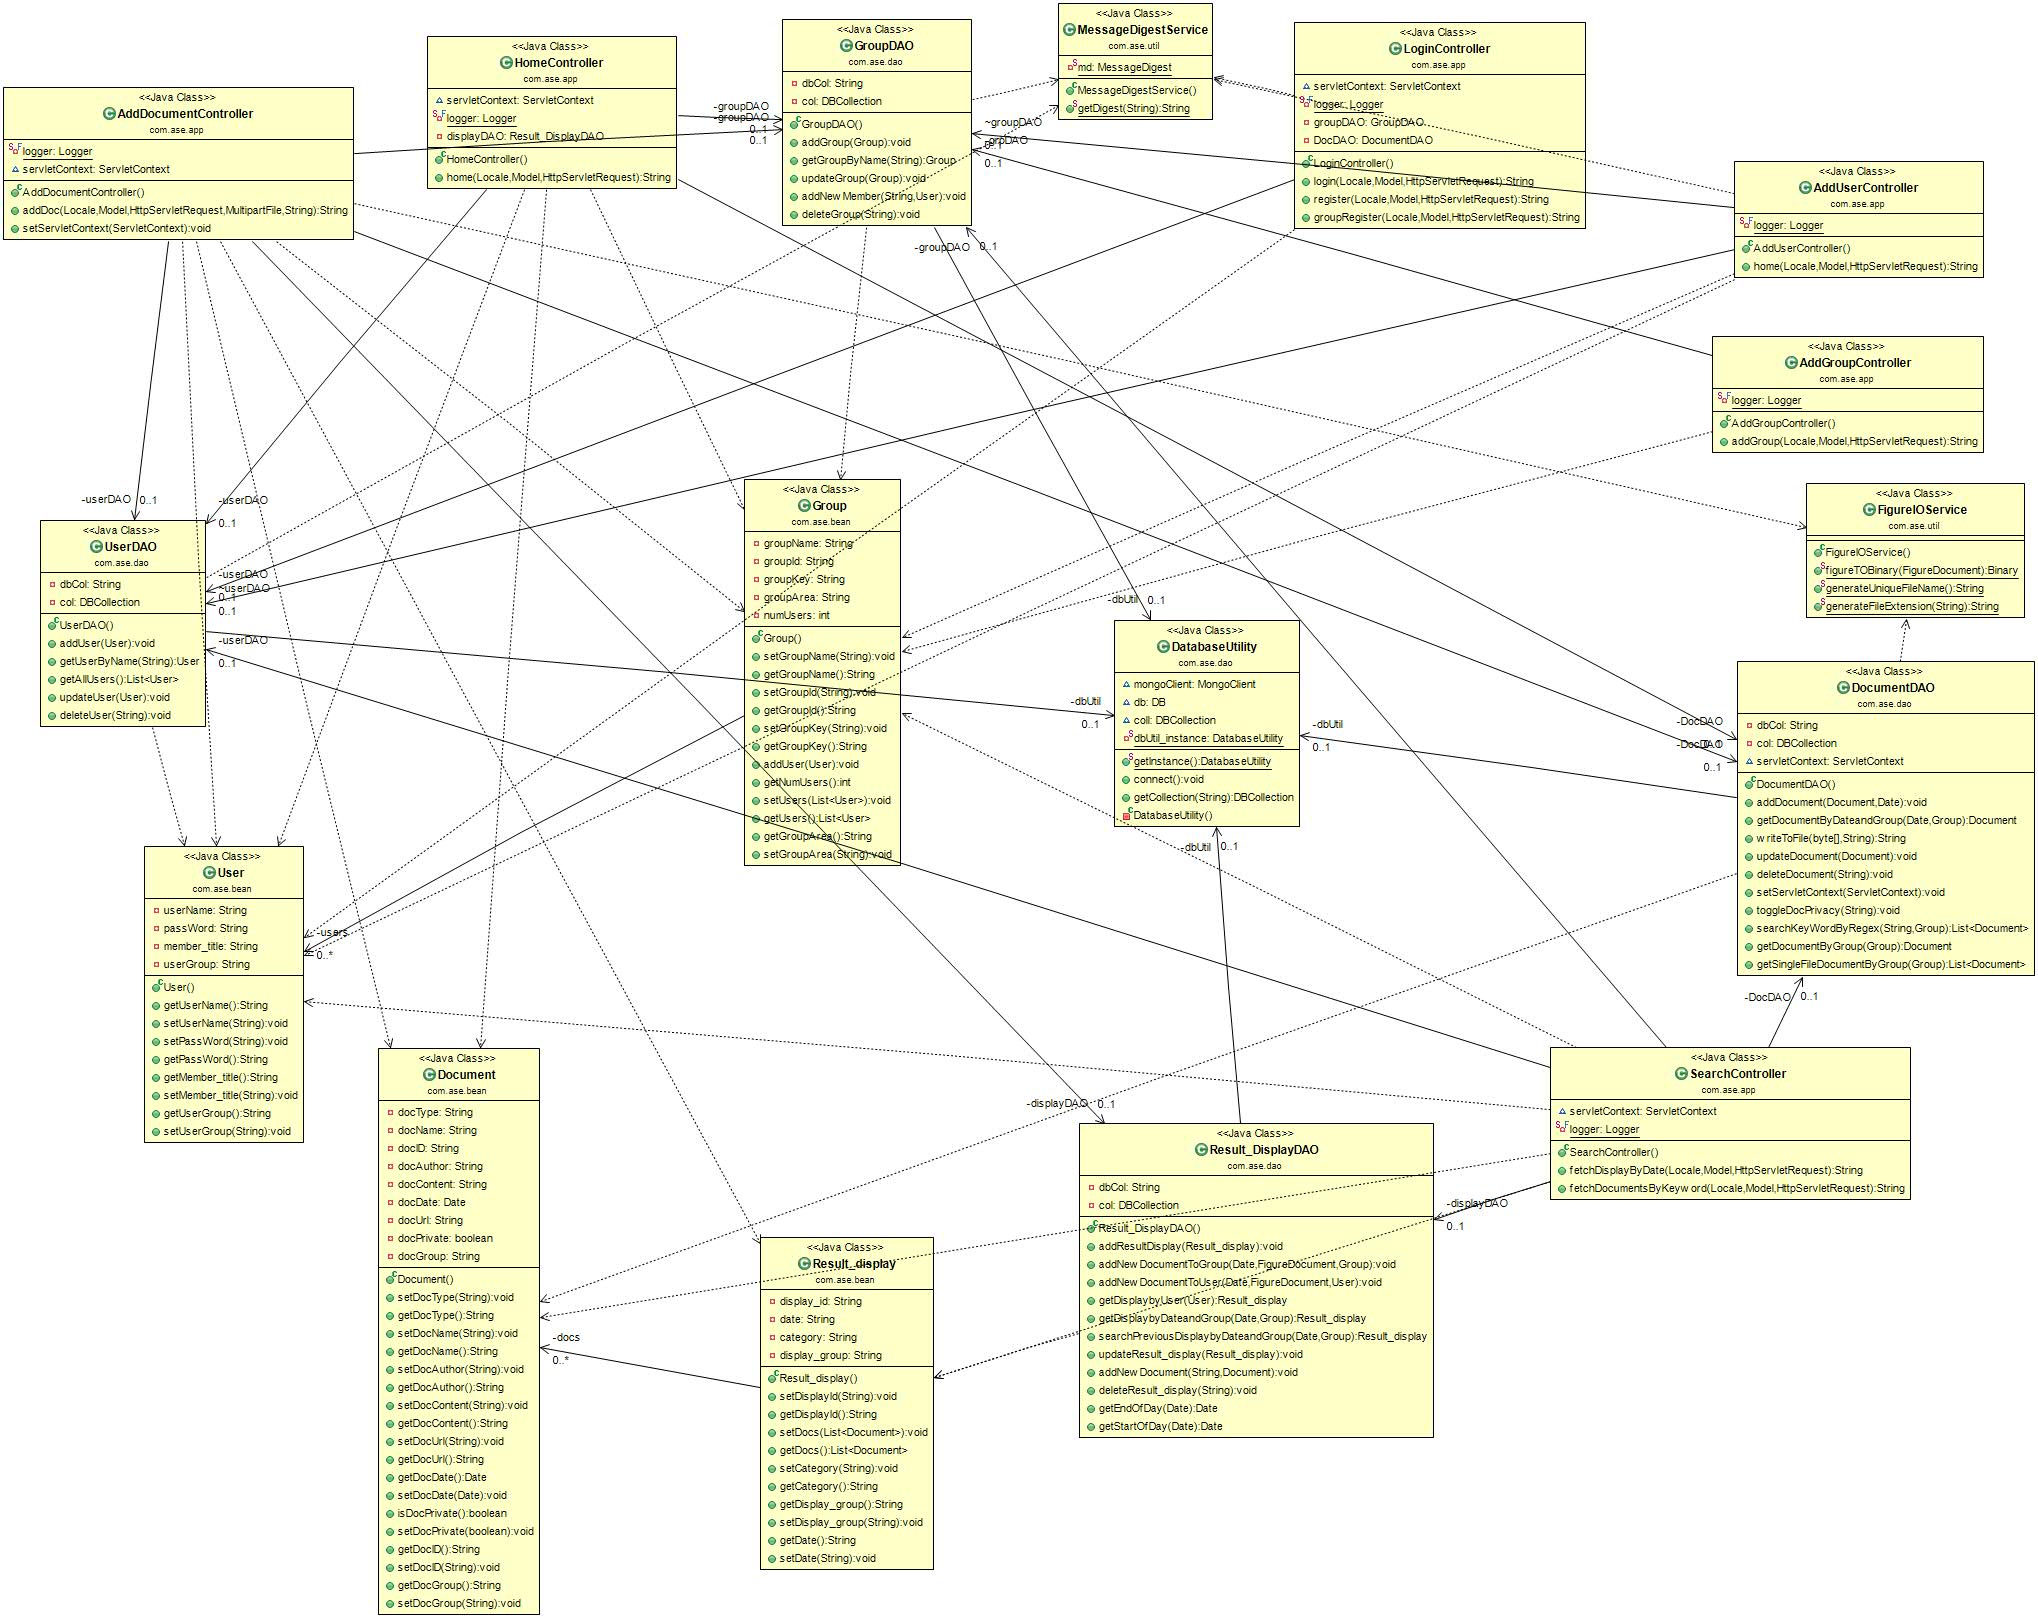 <<Java Class>>
AddDocumentController
com.ase.app
logger: Logger
servletContext: ServletContext
AddDocumentController()
addDoc(Locale,Model,HttpServletRequest,MultipartFile,String):String
setServletContext(ServletContext):void
<<Java Class>>
HomeController
com.ase.app
servletContext: ServletContext
logger: Logger
displayDAO: Result_DisplayDAO
HomeController()
home(Locale,Model,HttpServletRequest):String
-groupDAO
-groupDAO
0..1
0..1
<<Java Class>>
GroupDAO
com.ase.dao
dbCol: String
col: DBCollection
GroupDAO()
addGroup(Group):void
getGroupByName(String):Group
updateGroup(Group):void
addNewMember(String,User):void
deleteGroup(String):void
<<Java Class>>
MessageDigestService
com.ase.util
md: MessageDigest
MessageDigestService()
getDigest(String):String
~groupDAO
-grpDAO
0..1
0..1
<<Java Class>>
LoginController
com.ase.app
servletContext: ServletContext
logger: Logger
groupDAO: GroupDAO
DocDAO: DocumentDAO
LoginController()
login(Locale,Model,HttpServletRequest):String
register(Locale,Model,HttpServletRequest):String
groupRegister(Locale,Model,HttpServletRequest):String
<<Java Class>>
AddUserController
com.ase.app
logger: Logger
AddUserController()
home(Locale,Model,HttpServletRequest):String
-groupDAO
0..1
<<Java Class>>
AddGroupController
com.ase.app
logger: Logger
AddGroupController()
addGroup(Locale,Model,HttpServletRequest):String
<<Java Class>>
FigureIOService
com.ase.util
FigureIOService()
figureTOBinary(FigureDocument):Binary
generateUniqueFileName():String
generateFileExtension(String):String
-userDAO
0..1
-userDAO
0..1
<<Java Class>>
UserDAO
com.ase.dao
dbCol: String
col: DBCollection
UserDAO()
addUser(User):void
getUserByName(String):User
getAllUsers():List<User>
updateUser(User):void
deleteUser(String):void
-userDAO
~userDAO
0..1
0..1
-userDAO
0..1
<<Java Class>>
Group
com.ase.bean
groupName: String
groupId: String
groupKey: String
groupArea: String
numUsers: int
Group()
setGroupName(String):void
getGroupName():String
setGroupId(String):void
getGroupId():String
setGroupKey(String):void
getGroupKey():String
addUser(User):void
getNumUsers():int
setUsers(List<User>):void
getUsers():List<User>
getGroupArea():String
setGroupArea(String):void
-dbUtil
0..1
-dbUtil
0..1
<<Java Class>>
DatabaseUtility
com.ase.dao
mongoClient: MongoClient
db: DB
coll: DBCollection
dbUtil_instance: DatabaseUtility
getInstance():DatabaseUtility
connect():void
getCollection(String):DBCollection
DatabaseUtility()
-dbUtil
0..1
-dbUtil
0..1
-DocDAO
-DocDAO
0..1
0..1
<<Java Class>>
DocumentDAO
com.ase.dao
dbCol: String
col: DBCollection
servletContext: ServletContext
DocumentDAO()
addDocument(Document,Date):void
getDocumentByDateandGroup(Date,Group):Document
writeToFile(byte[],String):String
updateDocument(Document):void
deleteDocument(String):void
setServletContext(ServletContext):void
toggleDocPrivacy(String):void
searchKeyWordByRegex(String,Group):List<Document>
getDocumentByGroup(Group):Document
getSingleFileDocumentByGroup(Group):List<Document>
-DocDAO
0..1
<<Java Class>>
User
com.ase.bean
userName: String
passWord: String
member_title: String
userGroup: String
User()
getUserName():String
setUserName(String):void
setPassWord(String):void
getPassWord():String
getMember_title():String
setMember_title(String):void
getUserGroup():String
setUserGroup(String):void
-users
0..*
<<Java Class>>
Document
com.ase.bean
docType: String
docName: String
docID: String
docAuthor: String
docContent: String
docDate: Date
docUrl: String
docPrivate: boolean
docGroup: String
Document()
setDocType(String):void
getDocType():String
setDocName(String):void
getDocName():String
setDocAuthor(String):void
getDocAuthor():String
setDocContent(String):void
getDocContent():String
setDocUrl(String):void
getDocUrl():String
getDocDate():Date
setDocDate(Date):void
isDocPrivate():boolean
setDocPrivate(boolean):void
getDocID():String
setDocID(String):void
getDocGroup():String
setDocGroup(String):void
-docs
0..*
<<Java Class>>
Result_display
com.ase.bean
display_id: String
date: String
category: String
display_group: String
Result_display()
setDisplayId(String):void
getDisplayId():String
setDocs(List<Document>):void
getDocs():List<Document>
setCategory(String):void
getCategory():String
getDisplay_group():String
setDisplay_group(String):void
getDate():String
setDate(String):void
-displayDAO
0..1
<<Java Class>>
Result_DisplayDAO
com.ase.dao
dbCol: String
col: DBCollection
Result_DisplayDAO()
addResultDisplay(Result_display):void
addNewDocumentToGroup(Date,FigureDocument,Group):void
addNewDocumentToUser(Date,FigureDocument,User):void
getDisplaybyUser(User):Result_display
getDisplaybyDateandGroup(Date,Group):Result_display
searchPreviousDisplaybyDateandGroup(Date,Group):Result_display
updateResult_display(Result_display):void
addNewDocument(String,Document):void
deleteResult_display(String):void
getEndOfDay(Date):Date
getStartOfDay(Date):Date
-displayDAO
0..1
<<Java Class>>
SearchController
com.ase.app
servletContext: ServletContext
logger: Logger
SearchController()
fetchDisplayByDate(Locale,Model,HttpServletRequest):String
fetchDocumentsByKeyword(Locale,Model,HttpServletRequest):String